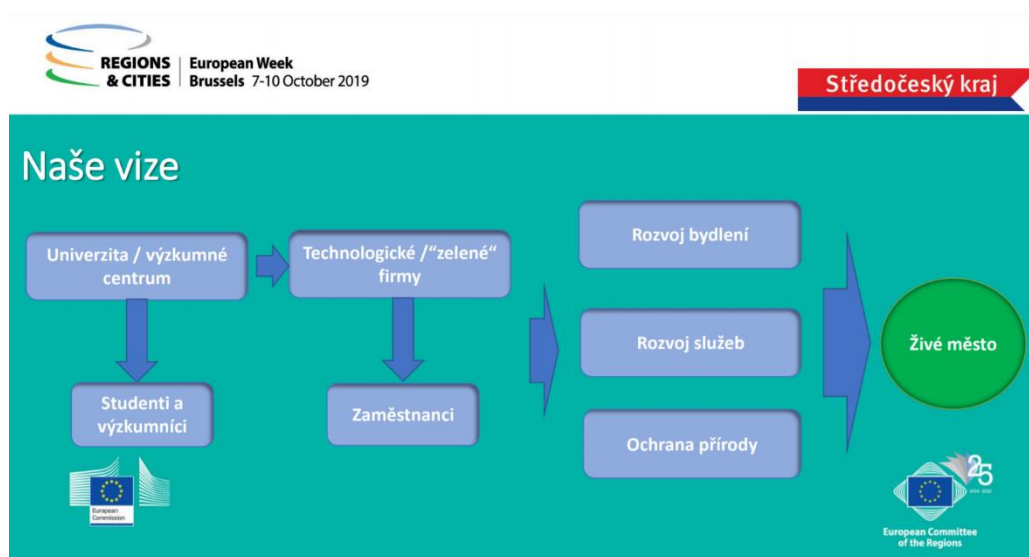 REGIONS
& CITIES
European Week
Brussels 7-10 October 2019
Středočeský kraj
Naše vize
Univerzita / výzkumné
centrum
Technologické /“zelené“
firmy
Studenti a
výzkumníci
Zaměstnanci
Rozvoj bydlení
Rozvoj služeb
Ochrana přírody
Živé město
European
Commission
25
European Committee
of the Regions